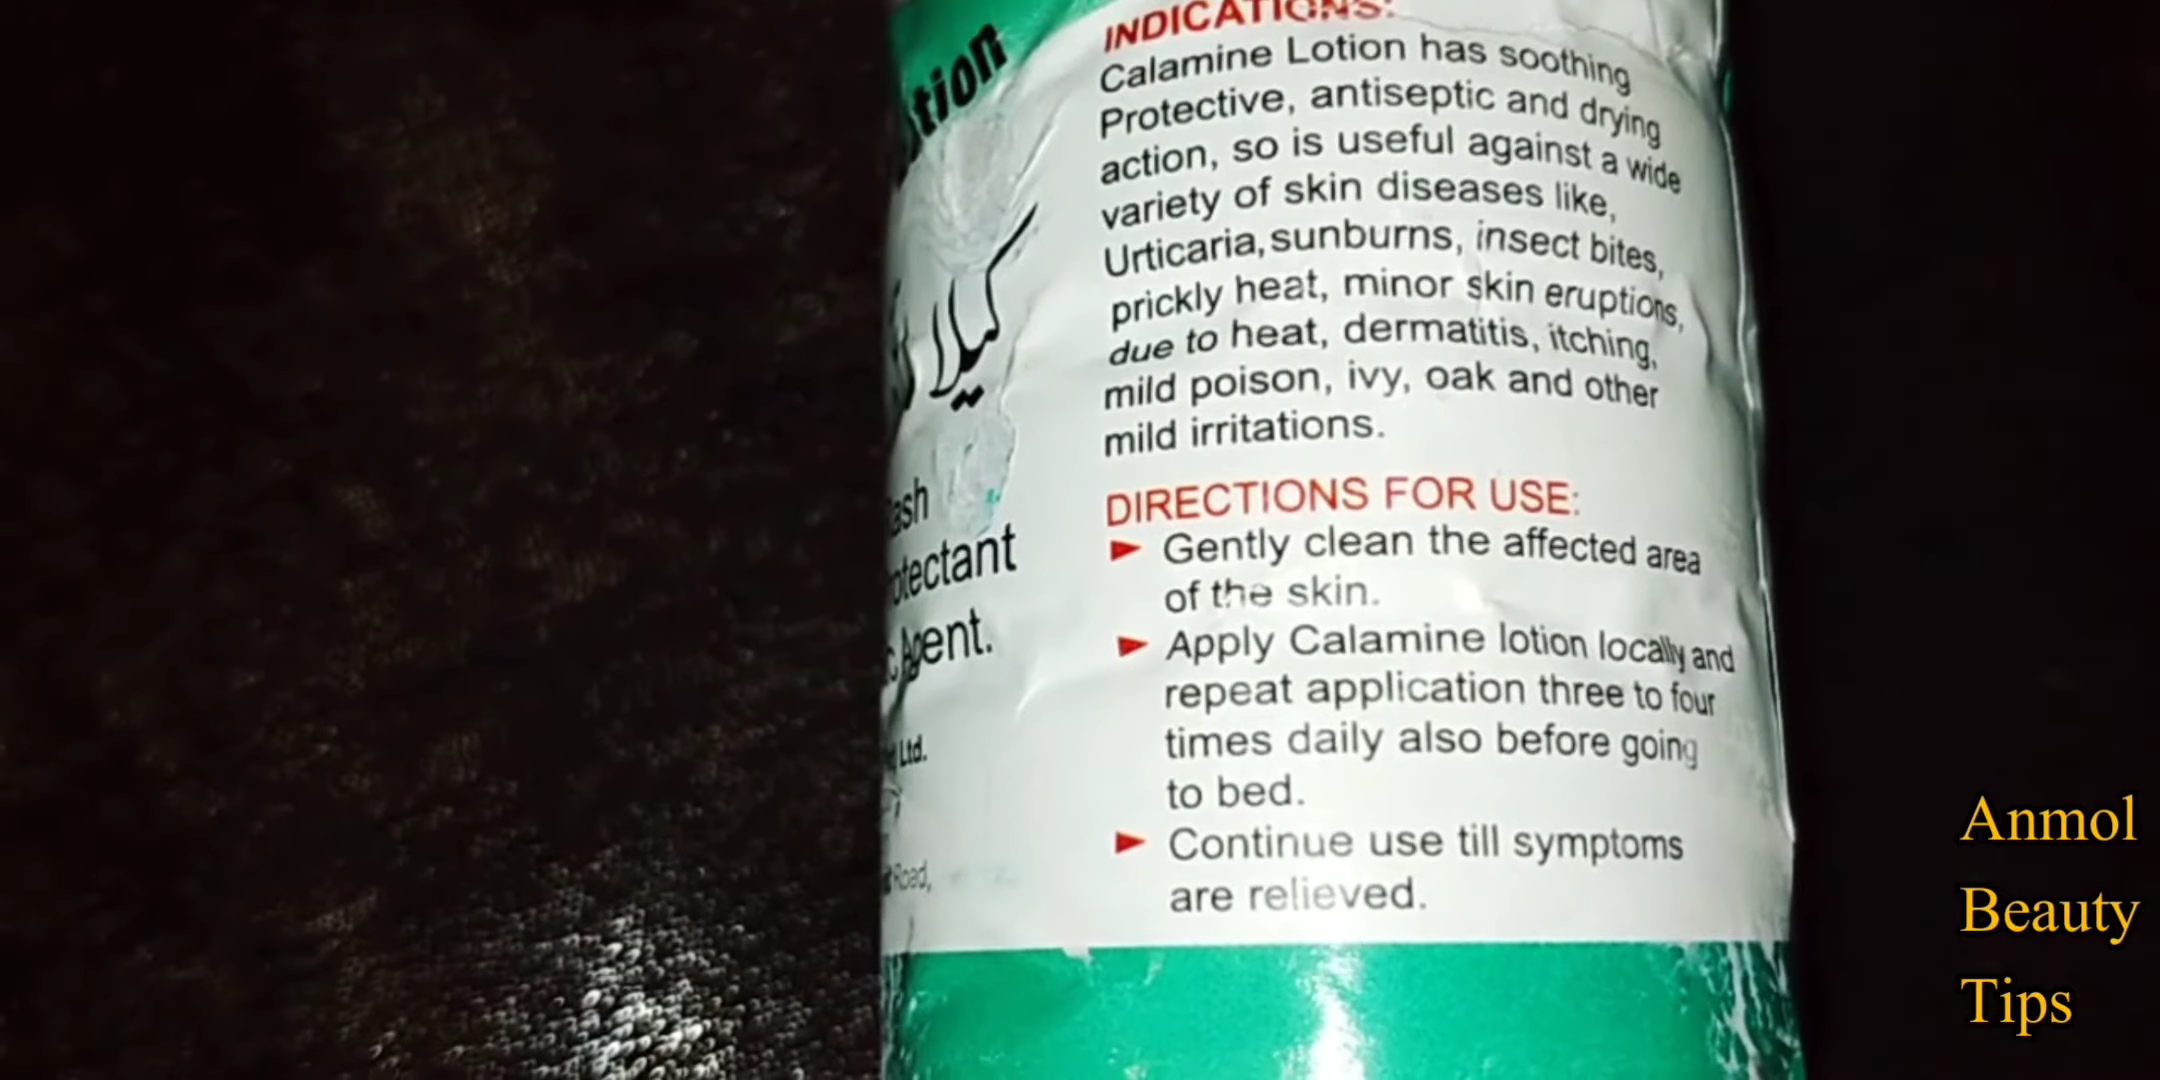 INDICATIONS:
Calamine Lotion has soothing
Protective, antiseptic and drying
action, so is useful against a wide
variety of skin diseases like,
Urticaria, sunburns, insect bites,
prickly heat, minor skin eruptions,
due to heat, dermatitis, itching,
mild poison, ivy, oak and other
mild irritations.
DIRECTIONS FOR USE:
► Gently clean the affected area
of the skin.
► Apply Calamine lotion locally and
repeat application three to four
times daily also before going
to bed.
► Continue use till symptoms
are relieved.
Agent.
Ltd.
Road,
Anmol
Beauty
Tips